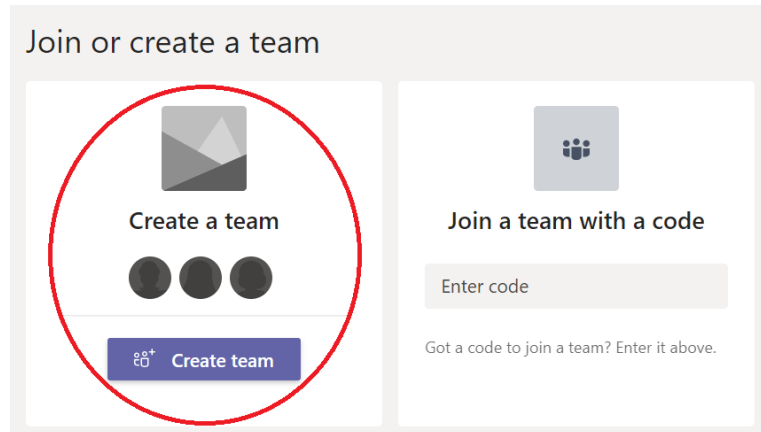 Join or create a team
Create a team
Create team
Join a team with a code
Enter code
Got a code to join a team? Enter it above.